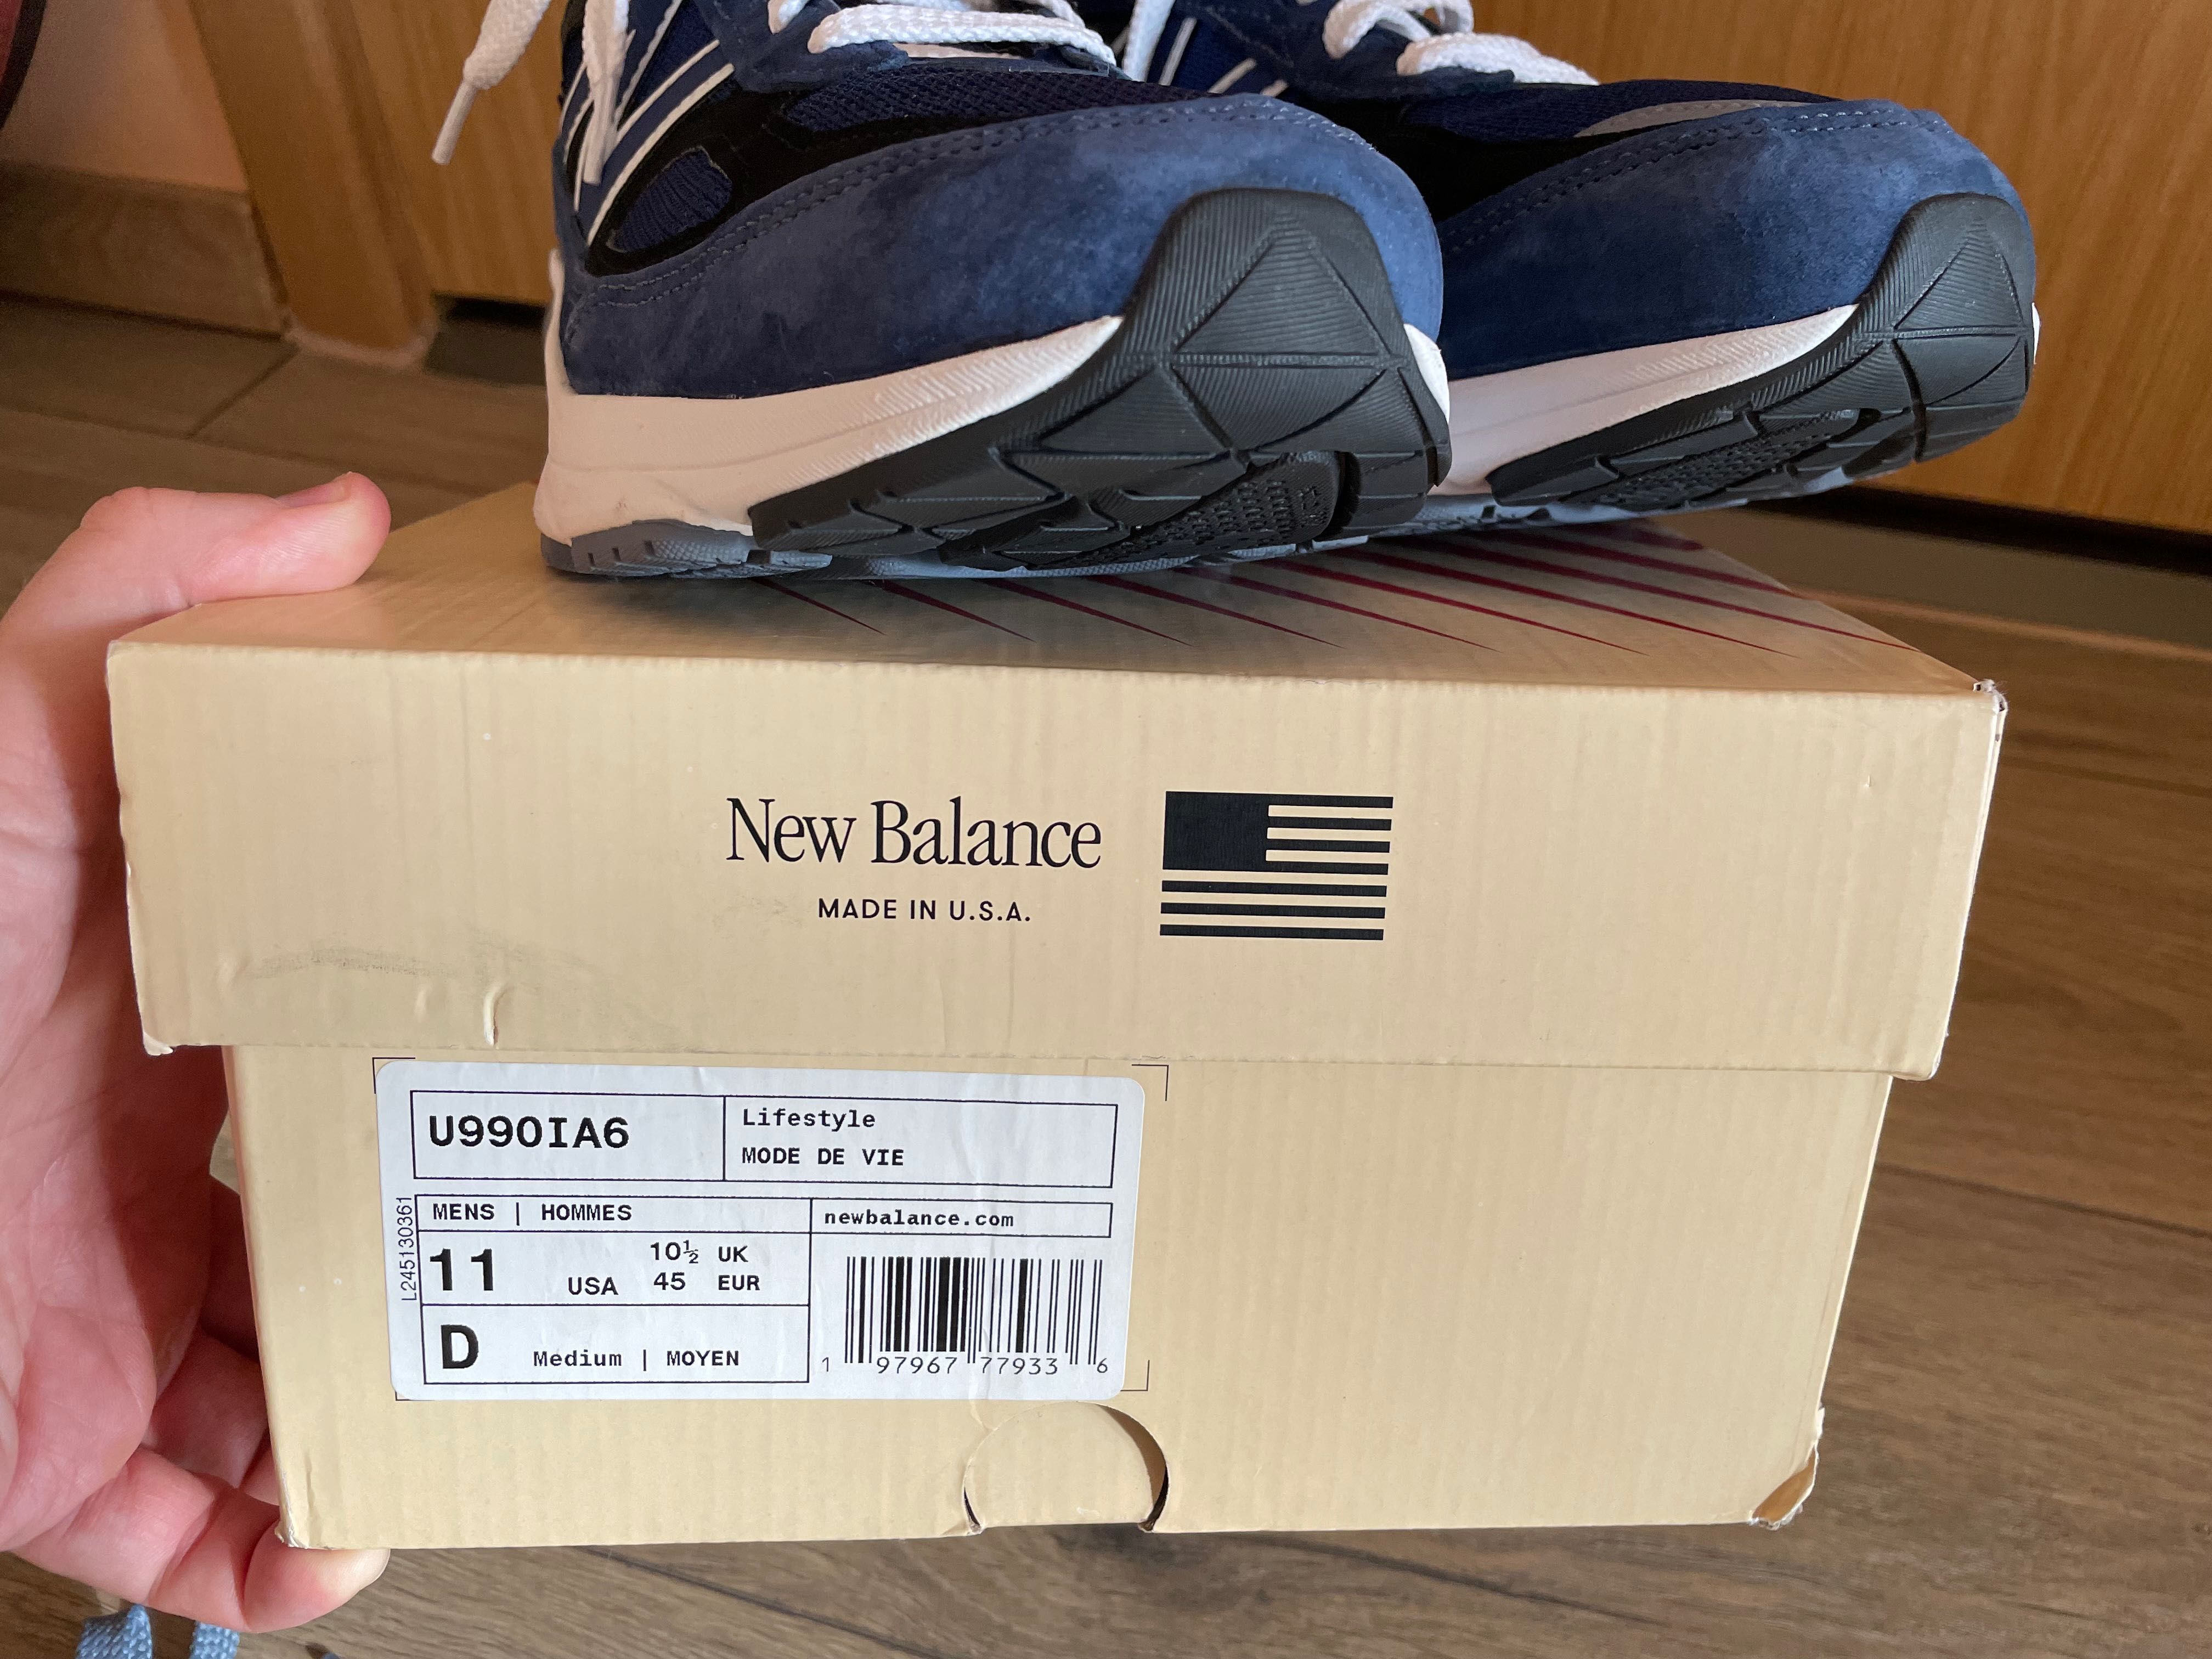 New Balance
MADE IN U.S.A.
U990IA6
Lifestyle
MODE DE VIE
MENS | HOMMES
newbalance.com
11 USA
10½ UK
45 EUR
D Medium | MOYEN
1 97967 77933 6
L245130361